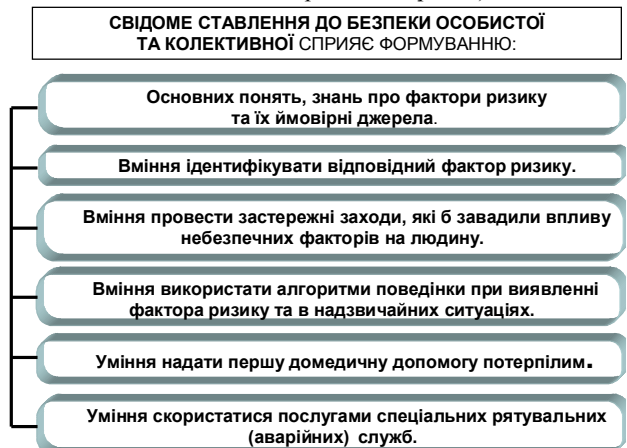 СВІДОМЕ СТАВЛЕННЯ ДО БЕЗПЕКИ ОСОБИСТОЇ
ТА КОЛЕКТИВНОЇ СПРИЯЄ ФОРМУВАННЮ:
Основних понять, знань про фактори ризику
та їх ймовірні джерела.
Вміння ідентифікувати відповідний фактор ризику.
Вміння провести застережні заходи, які б завадили впливу
небезпечних факторів на людину.
Вміння використати алгоритми поведінки при виявленні
фактора ризику та в надзвичайних ситуаціях.
Уміння надати першу домедичну допомогу потерпілим.
Уміння скористатися послугами спеціальних рятувальних
(аварійних) служб.